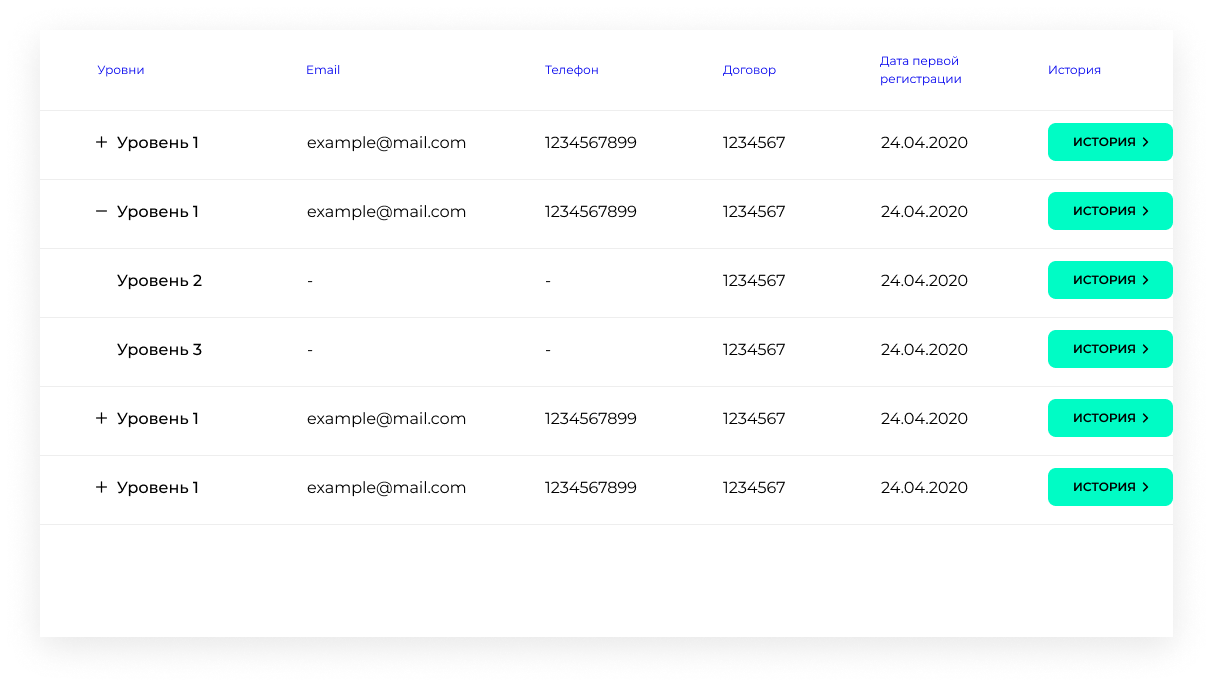 Уровни Email Телефон Договор Дата первой регистрации История
+ Уровень 1 example@mail.com 1234567899 1234567 24.04.2020 ИСТОРИЯ >
− Уровень 1 example@mail.com 1234567899 1234567 24.04.2020 ИСТОРИЯ >
Уровень 2 - - 1234567 24.04.2020 ИСТОРИЯ >
Уровень 3 - - 1234567 24.04.2020 ИСТОРИЯ >
+ Уровень 1 example@mail.com 1234567899 1234567 24.04.2020 ИСТОРИЯ >
+ Уровень 1 example@mail.com 1234567899 1234567 24.04.2020 ИСТОРИЯ >